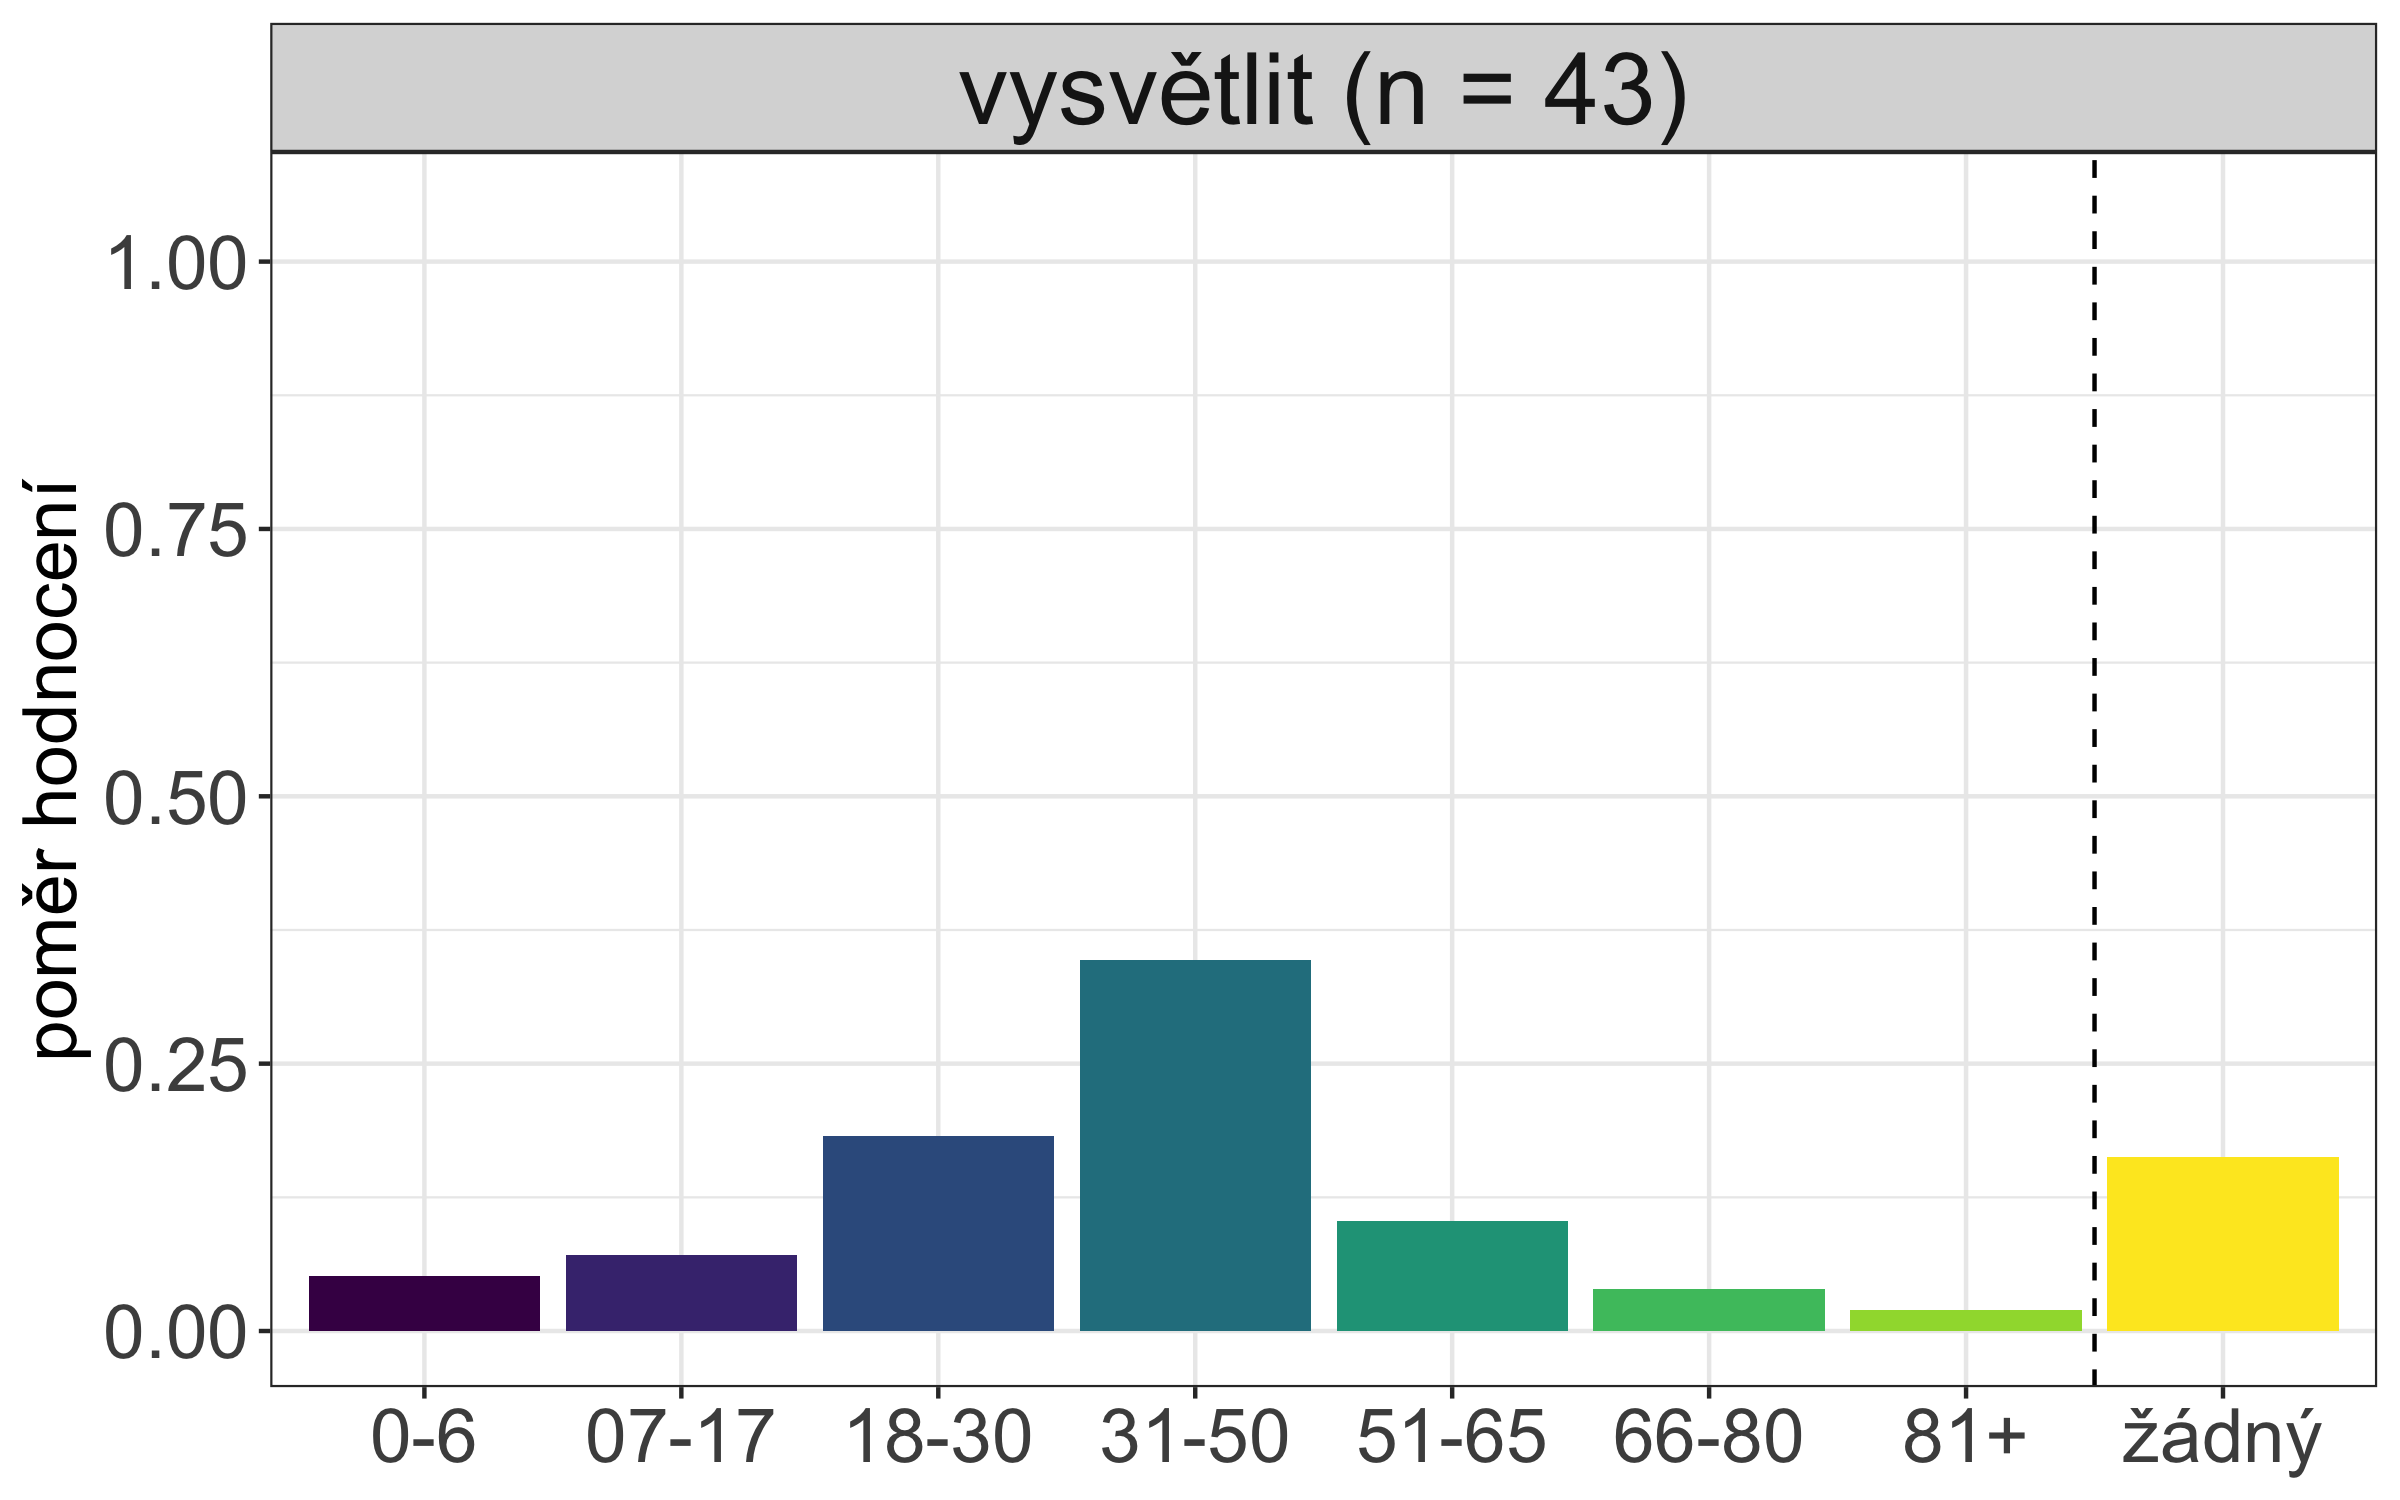 vysvětlit (n = 43)
poměr hodnocení
1.00
0.75
0.50
0.25
0.00
0-6 07-17 18-30 31-50 51-65 66-80 81+ žádný